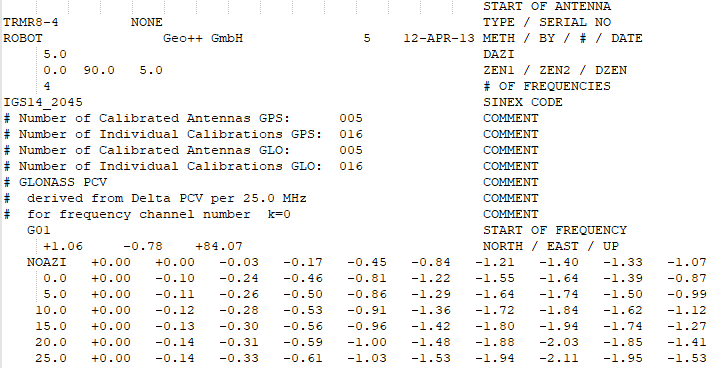 START OF ANTENNA
TRMR8-4 NONE TYPE / SERIAL NO
ROBOT Geo++ GmbH 5 12-APR-13 METH / BY / # / DATE
5.0 DAZI
0.0 90.0 5.0 ZEN1 / ZEN2 / DZEN
4 # OF FREQUENCIES
IGS14_2045 SINEX CODE
# Number of Calibrated Antennas GPS: 005 COMMENT
# Number of Individual Calibrations GPS: 016 COMMENT
# Number of Calibrated Antennas GLO: 005 COMMENT
# Number of Individual Calibrations GLO: 016 COMMENT
# GLONASS PCV COMMENT
# derived from Delta PCV per 25.0 MHz COMMENT
# for frequency channel number k=0 COMMENT
G01 START OF FREQUENCY
+1.06 -0.78 +84.07 NORTH / EAST / UP
NOAZI +0.00 +0.00 -0.03 -0.17 -0.45 -0.84 -1.21 -1.40 -1.33 -1.07
0.0 +0.00 -0.10 -0.24 -0.46 -0.81 -1.22 -1.55 -1.64 -1.39 -0.87
5.0 +0.00 -0.11 -0.26 -0.50 -0.86 -1.29 -1.64 -1.74 -1.50 -0.99
10.0 +0.00 -0.12 -0.28 -0.53 -0.91 -1.36 -1.72 -1.84 -1.62 -1.12
15.0 +0.00 -0.13 -0.30 -0.56 -0.96 -1.42 -1.80 -1.94 -1.74 -1.27
20.0 +0.00 -0.14 -0.31 -0.59 -1.00 -1.48 -1.88 -2.03 -1.85 -1.41
25.0 +0.00 -0.14 -0.33 -0.61 -1.03 -1.53 -1.94 -2.11 -1.95 -1.53